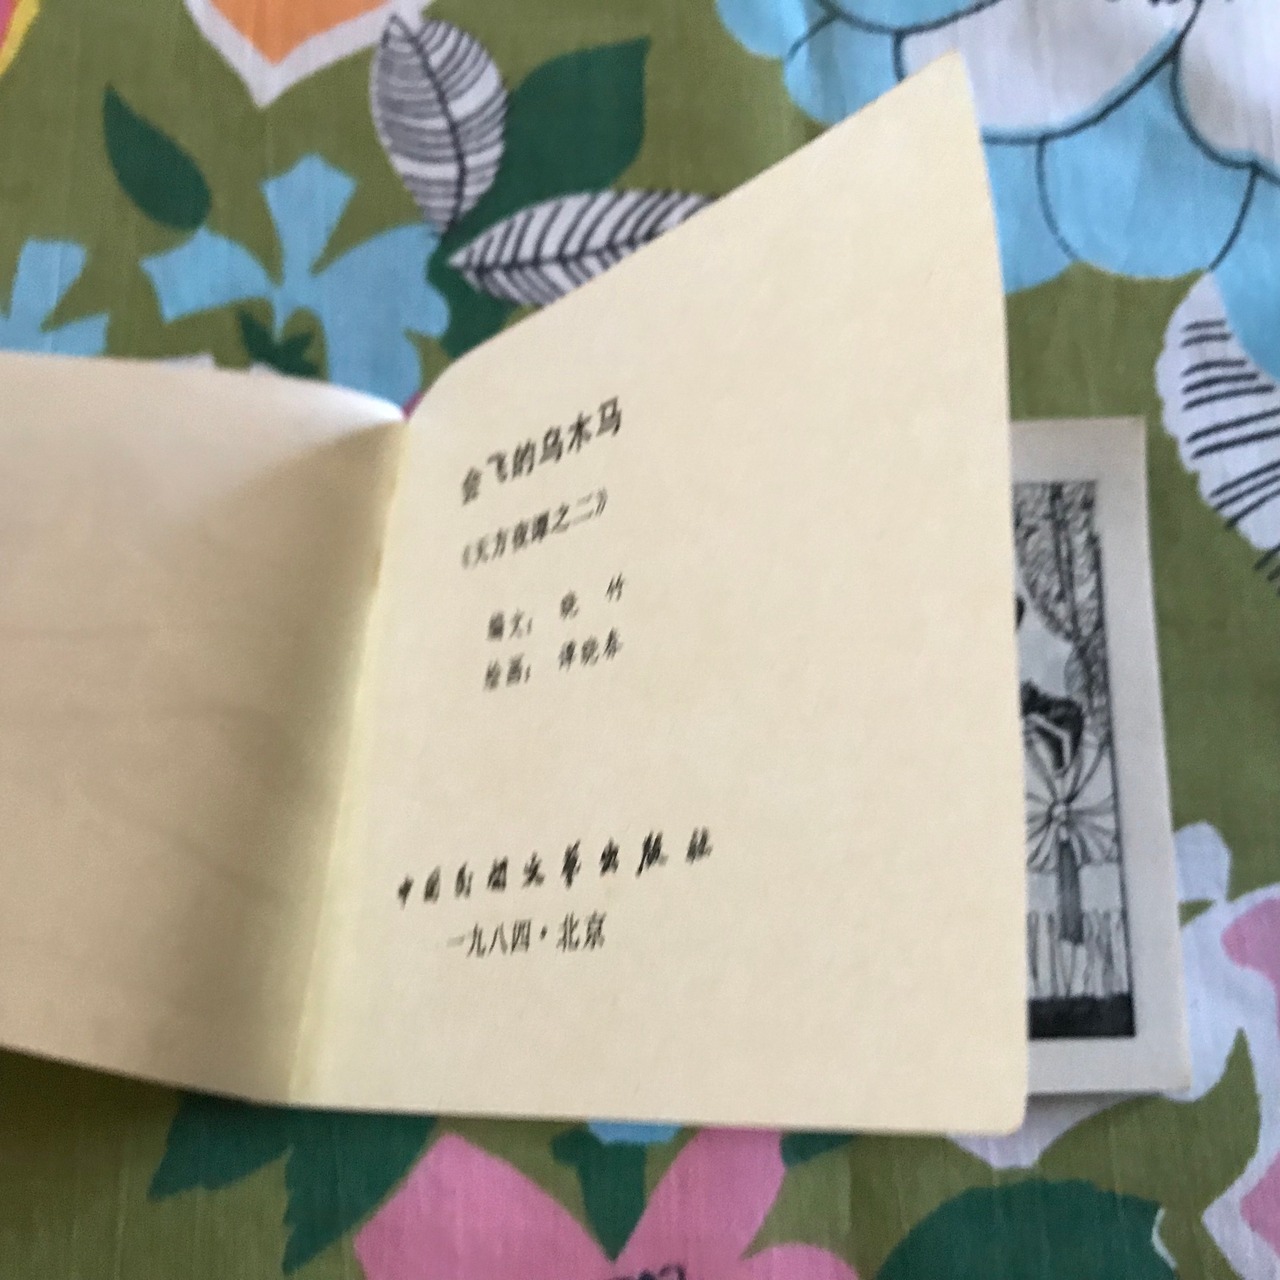 会飞的乌木马
《天方夜谭之二》
编文： 晓 竹
绘画： 谭晓春
中国民间文艺出版社
一九八四·北京